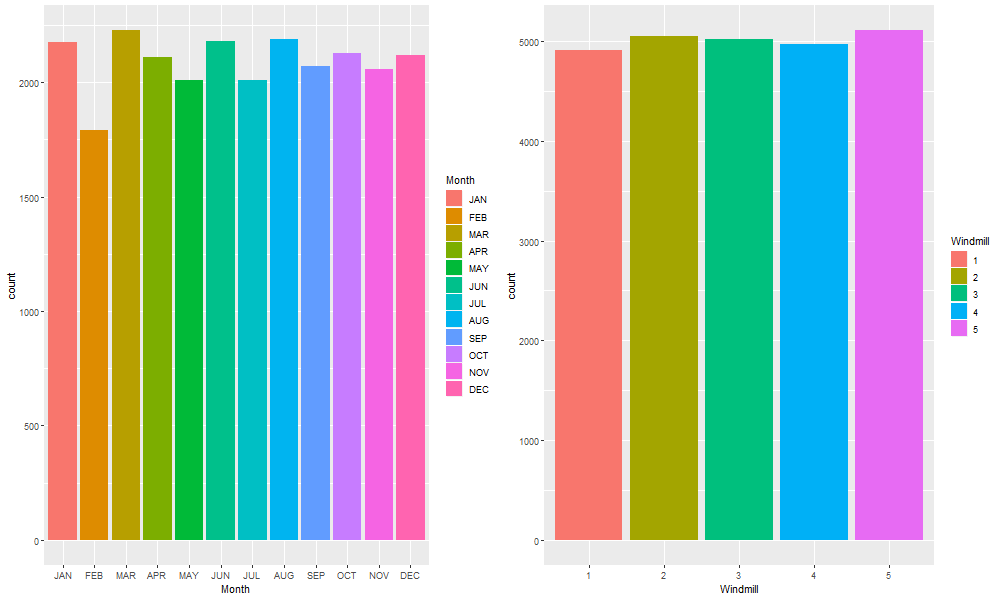 count
2000
1500
1000
500
0
JAN FEB MAR APR MAY JUN JUL AUG SEP OCT NOV DEC
Month
Month
JAN
FEB
MAR
APR
MAY
JUN
JUL
AUG
SEP
OCT
NOV
DEC
count
5000
4000
3000
2000
1000
0
1 2 3 4 5
Windmill
Windmill
1
2
3
4
5